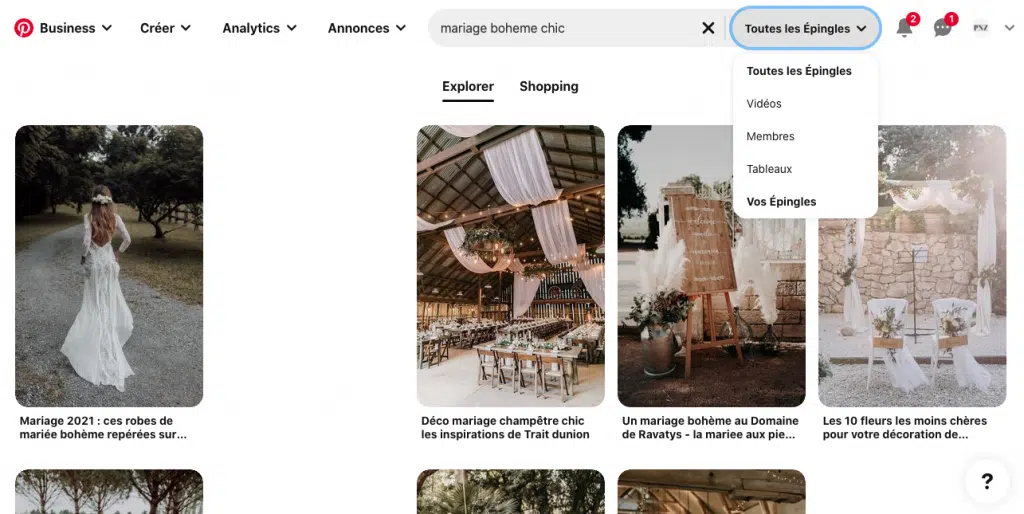 Business
Créer
Analytics
Annonces
mariage boheme chic
Toutes les Épingles
2
1
PNZ
Toutes les Épingles
Vidéos
Membres
Tableaux
Vos Épingles
Explorer
Shopping
Mariage 2021 : ces robes de
mariée bohème repérées sur...
Déco mariage champêtre chic
les inspirations de Trait dunion
Un mariage bohème au Domaine
de Ravatys - la mariee aux pie...
Les 10 fleurs les moins chères
pour votre décoration de...
?